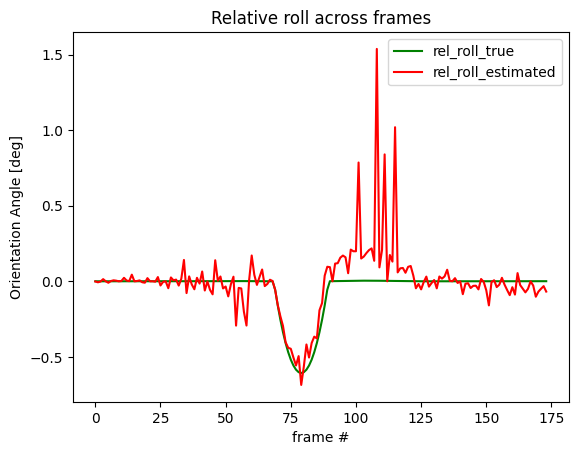 Relative roll across frames
rel_roll_true
rel_roll_estimated
Orientation Angle [deg]
1.5
1.0
0.5
0.0
−0.5
0 25 50 75 100 125 150 175
frame #